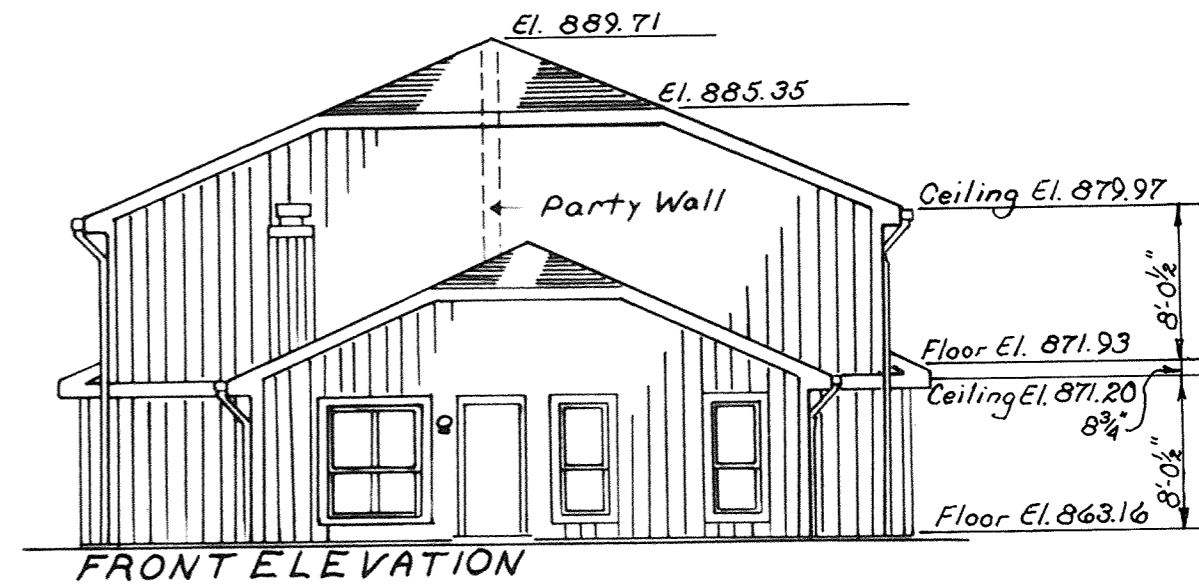 El. 889.71
El. 885.35
Ceiling El. 879.97
Party Wall
8'-0½"
Floor El. 871.93
Ceiling El. 871.20
8¾"
8'-0½"
Floor El. 863.16
FRONT ELEVATION